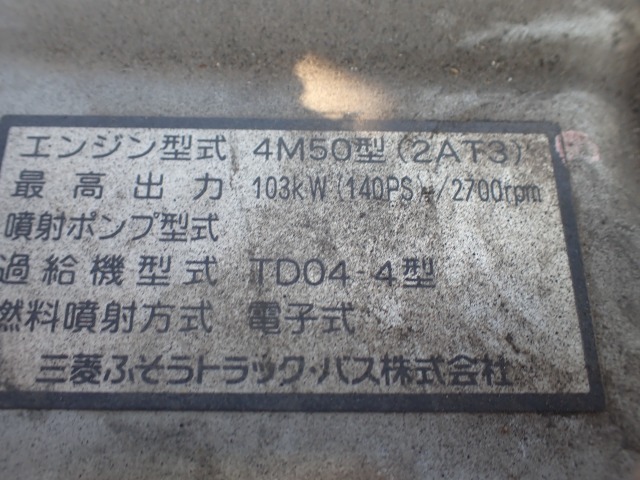 エンジン型式 4M50型(2AT3)
最高出力 103kW(140PS)/2700rpm
噴射ポンプ型式
過給機型式 TD04-4型
燃料噴射方式 電子式
三菱ふそうトラック・バス株式会社